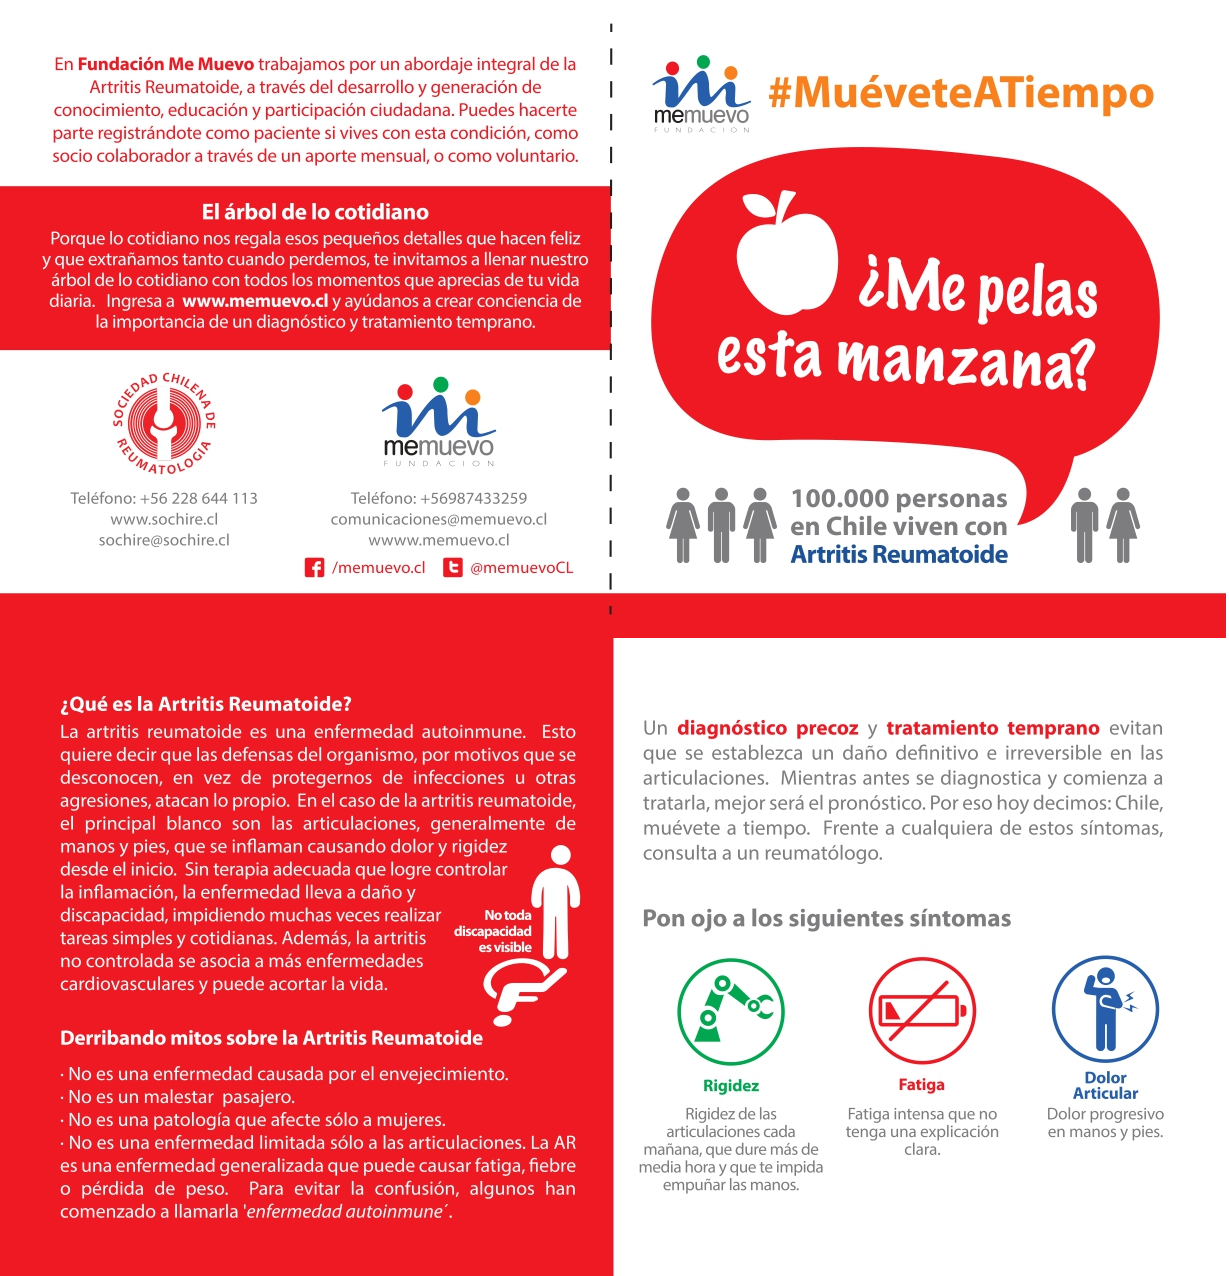 En Fundación Me Muevo trabajamos por un abordaje integral de la
Artritis Reumatoide, a través del desarrollo y generación de
conocimiento, educación y participación ciudadana. Puedes hacerte
parte registrándote como paciente si vives con esta condición, como
socio colaborador a través de un aporte mensual, o como voluntario.
El árbol de lo cotidiano
Porque lo cotidiano nos regala esos pequeños detalles que hacen feliz
y que extrañamos tanto cuando perdemos, te invitamos a llenar nuestro
árbol de lo cotidiano con todos los momentos que aprecias de tu vida
diaria. Ingresa a www.memuevo.cl y ayúdanos a crear conciencia de
la importancia de un diagnóstico y tratamiento temprano.
SOCIEDAD CHILENA DE
REUMATOLOGIA
Teléfono: +56 228 644 113
www.sochire.cl
sochire@sochire.cl
memuevo
FUNDACION
Teléfono: +56987433259
comunicaciones@memuevo.cl
wwww.memuevo.cl
/memuevo.cl @memuevoCL
memuevo
FUNDACION
#MuéveteATiempo
¿Me pelas
esta manzana?
100.000 personas
en Chile viven con
Artritis Reumatoide
¿Qué es la Artritis Reumatoide?
La artritis reumatoide es una enfermedad autoinmune. Esto
quiere decir que las defensas del organismo, por motivos que se
desconocen, en vez de protegernos de infecciones u otras
agresiones, atacan lo propio. En el caso de la artritis reumatoide,
el principal blanco son las articulaciones, generalmente de
manos y pies, que se inflaman causando dolor y rigidez
desde el inicio. Sin terapia adecuada que logre controlar
la inflamación, la enfermedad lleva a daño y
discapacidad, impidiendo muchas veces realizar
tareas simples y cotidianas. Además, la artritis
no controlada se asocia a más enfermedades
cardiovasculares y puede acortar la vida.
No toda
discapacidad
es visible
Derribando mitos sobre la Artritis Reumatoide
· No es una enfermedad causada por el envejecimiento.
· No es un malestar pasajero.
· No es una patología que afecte sólo a mujeres.
· No es una enfermedad limitada sólo a las articulaciones. La AR
es una enfermedad generalizada que puede causar fatiga, fiebre
o pérdida de peso. Para evitar la confusión, algunos han
comenzado a llamarla 'enfermedad autoinmune´.
Un diagnóstico precoz y tratamiento temprano evitan
que se establezca un daño definitivo e irreversible en las
articulaciones. Mientras antes se diagnostica y comienza a
tratarla, mejor será el pronóstico. Por eso hoy decimos: Chile,
muévete a tiempo. Frente a cualquiera de estos síntomas,
consulta a un reumatólogo.
Pon ojo a los siguientes síntomas
Rigidez
Rigidez de las
articulaciones cada
mañana, que dure más de
media hora y que te impida
empuñar las manos.
Fatiga
Fatiga intensa que no
tenga una explicación
clara.
Dolor
Articular
Dolor progresivo
en manos y pies.